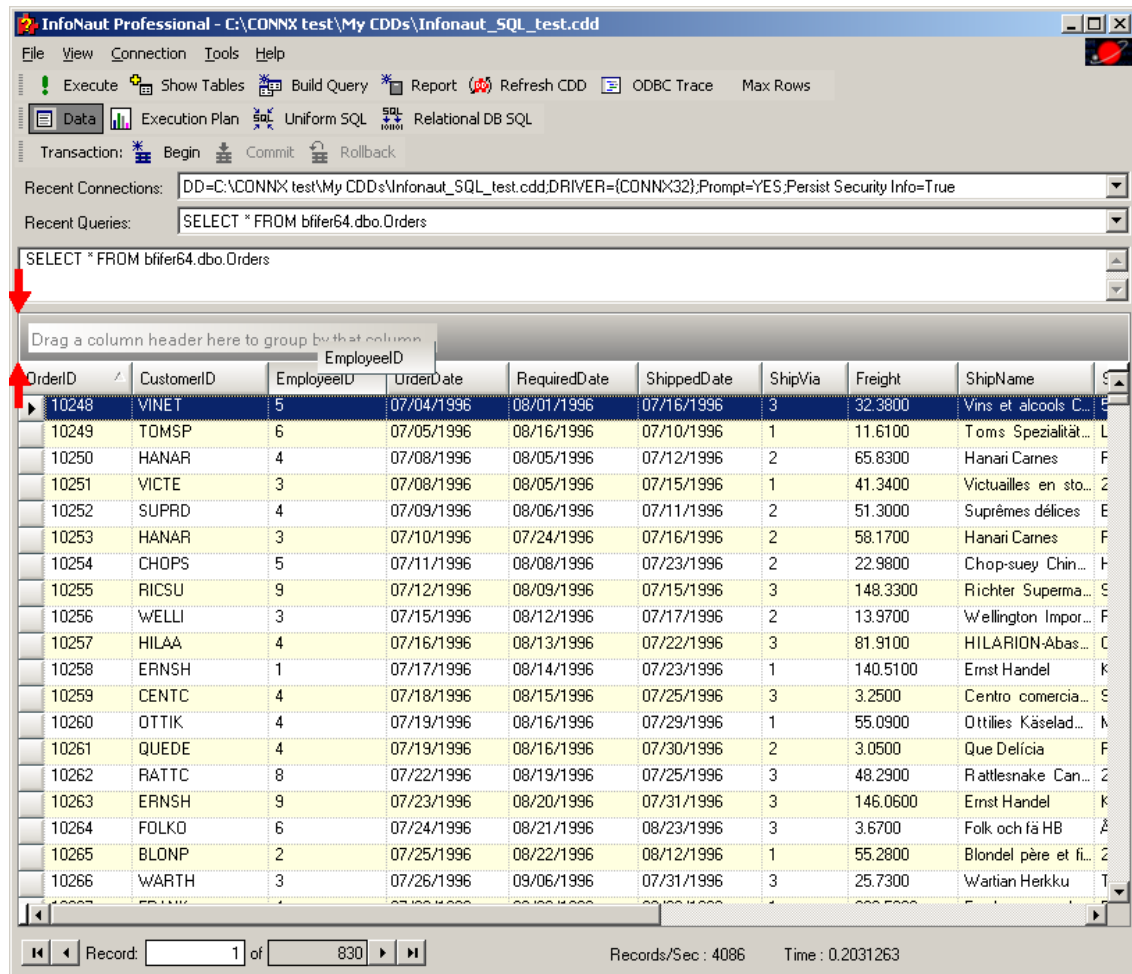 InfoNaut Professional - C:\CONNX test\My CDDs\Infonaut_SQL_test.cdd
File View Connection Tools Help
Execute Show Tables Build Query Report Refresh CDD ODBC Trace Max Rows
Data Execution Plan Uniform SQL Relational DB SQL
Transaction: Begin Commit Rollback
Recent Connections: DD=C:\CONNX test\My CDDs\Infonaut_SQL_test.cdd;DRIVER={CONNX32};Prompt=YES;Persist Security Info=True
Recent Queries: SELECT * FROM bfifer64.dbo.Orders
SELECT * FROM bfifer64.dbo.Orders
Drag a column header here to group by that column
EmployeeID
OrderID CustomerID EmployeeID OrderDate RequiredDate ShippedDate ShipVia Freight ShipName
10248 VINET 5 07/04/1996 08/01/1996 07/16/1996 3 32.3800 Vins et alcools C...
10249 TOMSP 6 07/05/1996 08/16/1996 07/10/1996 1 11.6100 Toms Spezialität...
10250 HANAR 4 07/08/1996 08/05/1996 07/12/1996 2 65.8300 Hanari Carnes
10251 VICTE 3 07/08/1996 08/05/1996 07/15/1996 1 41.3400 Victuailles en sto...
10252 SUPRD 4 07/09/1996 08/06/1996 07/11/1996 2 51.3000 Suprêmes délices
10253 HANAR 3 07/10/1996 07/24/1996 07/16/1996 2 58.1700 Hanari Carnes
10254 CHOPS 5 07/11/1996 08/08/1996 07/23/1996 2 22.9800 Chop-suey Chin...
10255 RICSU 9 07/12/1996 08/09/1996 07/15/1996 3 148.3300 Richter Superma...
10256 WELLI 3 07/15/1996 08/12/1996 07/17/1996 2 13.9700 Wellington Impor...
10257 HILAA 4 07/16/1996 08/13/1996 07/22/1996 3 81.9100 HILARION-Abas...
10258 ERNSH 1 07/17/1996 08/14/1996 07/23/1996 1 140.5100 Ernst Handel
10259 CENTC 4 07/18/1996 08/15/1996 07/25/1996 3 3.2500 Centro comercia...
10260 OTTIK 4 07/19/1996 08/16/1996 07/29/1996 1 55.0900 Ottilies Käselad...
10261 QUEDE 4 07/19/1996 08/16/1996 07/30/1996 2 3.0500 Que Delícia
10262 RATTC 8 07/22/1996 08/19/1996 07/25/1996 3 48.2900 Rattlesnake Can...
10263 ERNSH 9 07/23/1996 08/20/1996 07/31/1996 3 146.0600 Ernst Handel
10264 FOLKO 6 07/24/1996 08/21/1996 08/23/1996 3 3.6700 Folk och fä HB
10265 BLONP 2 07/25/1996 08/22/1996 08/12/1996 1 55.2800 Blondel père et fi...
10266 WARTH 3 07/26/1996 09/06/1996 07/31/1996 3 25.7300 Wartian Herkku
Record: 1 of 830 Records/Sec : 4086 Time : 0.2031263